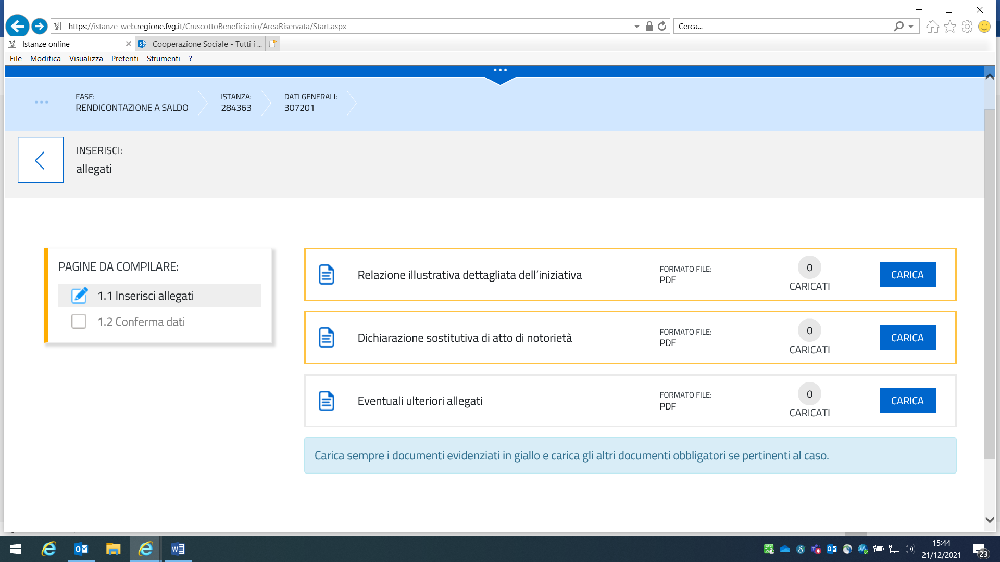 https://istanze-web.regione.fvg.it/CruscottoBeneficiario/AreaRiservata/Start.aspx
Cerca...
Istanze online
Cooperazione Sociale - Tutti i ...
File Modifica Visualizza Preferiti Strumenti ?
FASE:
RENDICONTAZIONE A SALDO
ISTANZA:
284363
DATI GENERALI:
307201
INSERISCI:
allegati
PAGINE DA COMPILARE:
1.1 Inserisci allegati
1.2 Conferma dati
Relazione illustrativa dettagliata dell’iniziativa
FORMATO FILE:
PDF
0
CARICATI
CARICA
Dichiarazione sostitutiva di atto di notorietà
FORMATO FILE:
PDF
0
CARICATI
CARICA
Eventuali ulteriori allegati
FORMATO FILE:
PDF
0
CARICATI
CARICA
Carica sempre i documenti evidenziati in giallo e carica gli altri documenti obbligatori se pertinenti al caso.
15:44
21/12/2021
23